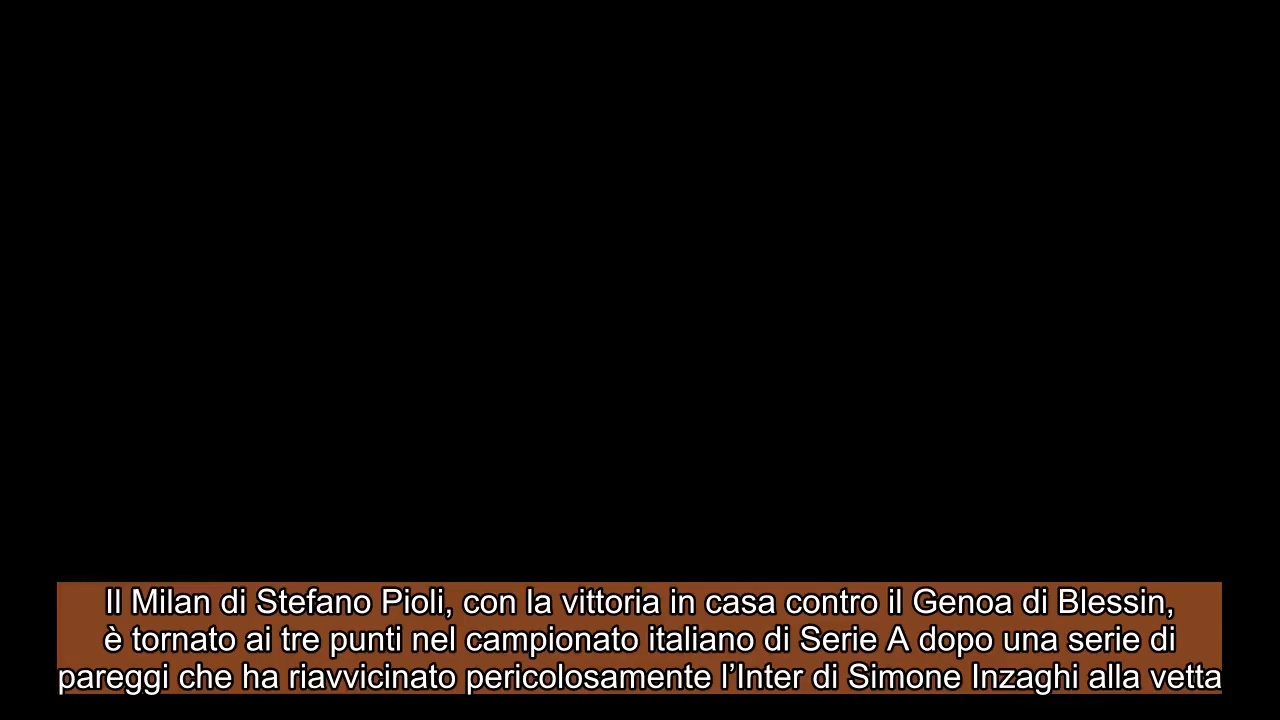 Il Milan di Stefano Pioli, con la vittoria in casa contro il Genoa di Blessin,
è tornato ai tre punti nel campionato italiano di Serie A dopo una serie di
pareggi che ha riavvicinato pericolosamente l’Inter di Simone Inzaghi alla vetta